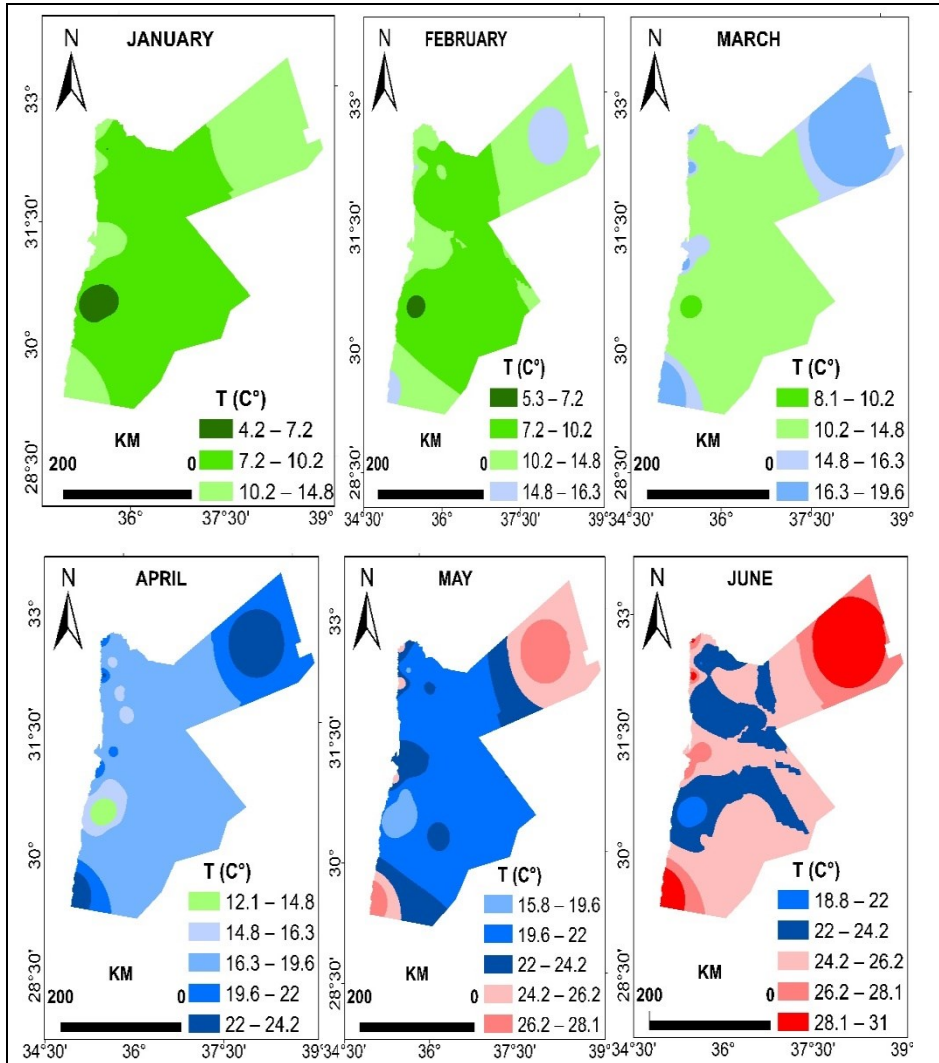 N
JANUARY
33°
31°30'
30°
28°30'
T (C°)
4.2 – 7.2
7.2 – 10.2
10.2 – 14.8
KM
200 0
36° 37°30' 39°
N
FEBRUARY
33°
31°30'
30°
28°30'
T (C°)
5.3 – 7.2
7.2 – 10.2
10.2 – 14.8
14.8 – 16.3
KM
200 0
34°50' 36° 37°30' 39°
N
MARCH
33°
31°30'
30°
28°30'
T (C°)
8.1 – 10.2
10.2 – 14.8
14.8 – 16.3
16.3 – 19.6
KM
200 0
34°50' 36° 37°30' 39°
N
APRIL
33°
31°30'
30°
28°30'
T (C°)
12.1 – 14.8
14.8 – 16.3
16.3 – 19.6
19.6 – 22
22 – 24.2
KM
200 0
34°50' 36° 37°30' 39°
N
MAY
33°
31°30'
30°
28°30'
T (C°)
15.8 – 19.6
19.6 – 22
22 – 24.2
24.2 – 26.2
26.2 – 28.1
KM
200 0
34°50' 36° 37°30' 39°
N
JUNE
33°
31°30'
30°
28°30'
T (C°)
18.8 – 22
22 – 24.2
24.2 – 26.2
26.2 – 28.1
28.1 – 31
KM
200 0
34°50' 36° 37°30' 39°